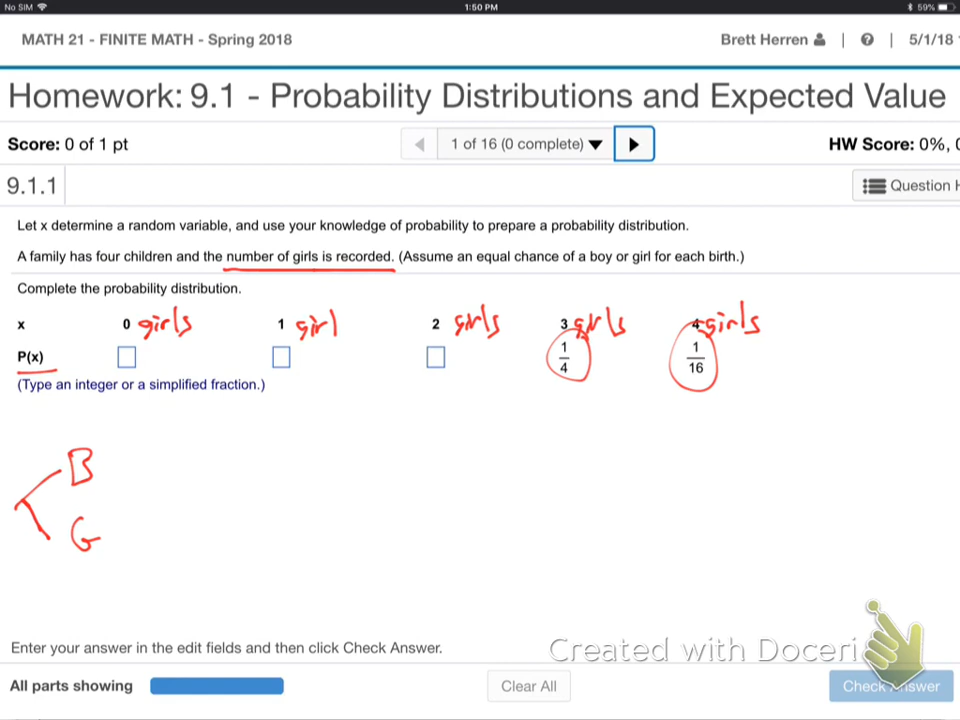 No SIM 1:50 PM 59%
MATH 21 - FINITE MATH - Spring 2018 Brett Herren | ? | 5/1/18
Homework: 9.1 - Probability Distributions and Expected Value
Score: 0 of 1 pt 1 of 16 (0 complete) HW Score: 0%,
9.1.1 Question
Let x determine a random variable, and use your knowledge of probability to prepare a probability distribution.
A family has four children and the number of girls is recorded. (Assume an equal chance of a boy or girl for each birth.)
Complete the probability distribution.
x 0 girls 1 girl 2 girls 3 girls 4 girls
P(x) 1/4 1/16
(Type an integer or a simplified fraction.)
B
G
Enter your answer in the edit fields and then click Check Answer.
Created with Doceri
All parts showing Clear All Check Answer